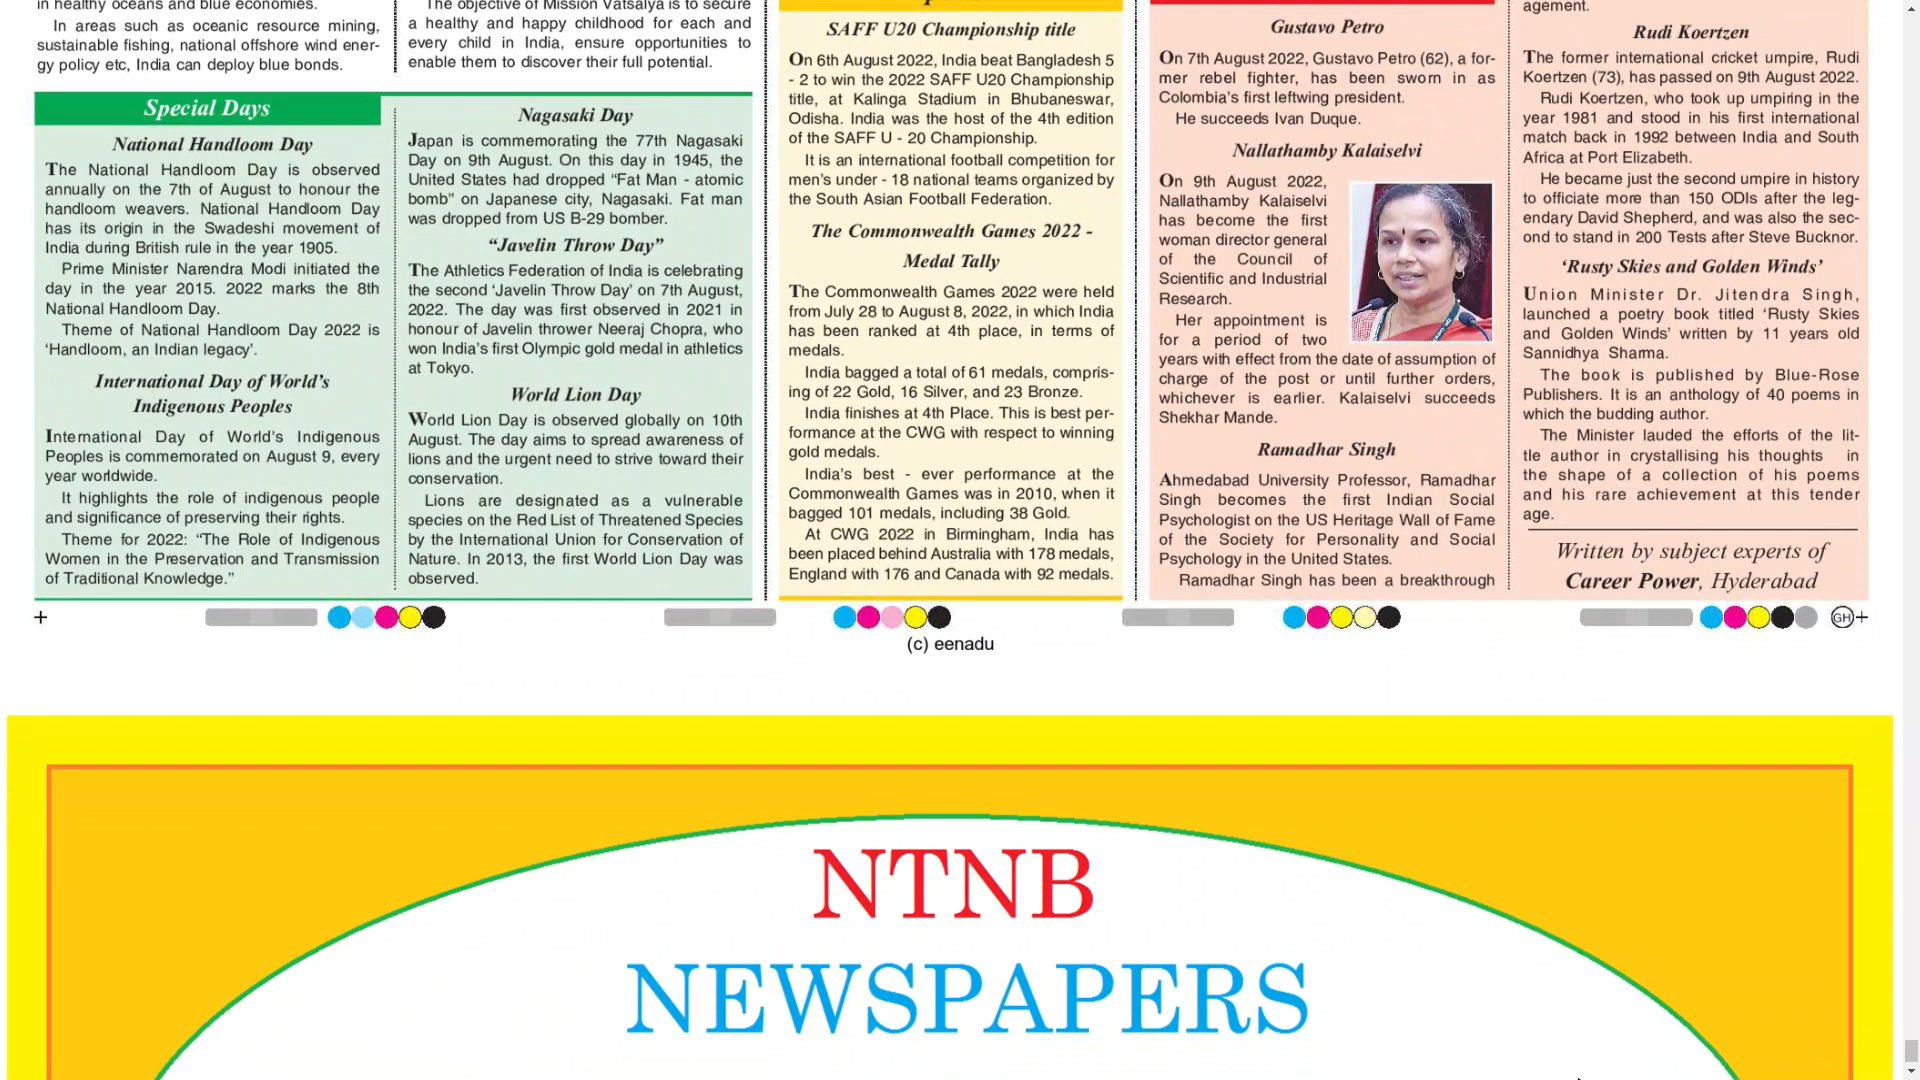 in healthy oceans and blue economies.
In areas such as oceanic resource mining,
sustainable fishing, national offshore wind ener-
gy policy etc, India can deploy blue bonds.
The objective of Mission Vatsalya is to secure
a healthy and happy childhood for each and
every child in India, ensure opportunities to
enable them to discover their full potential.
Special Days
National Handloom Day
The National Handloom Day is observed
annually on the 7th of August to honour the
handloom weavers. National Handloom Day
has its origin in the Swadeshi movement of
India during British rule in the year 1905.
Prime Minister Narendra Modi initiated the
day in the year 2015. 2022 marks the 8th
National Handloom Day.
Theme of National Handloom Day 2022 is
‘Handloom, an Indian legacy’.
International Day of World’s
Indigenous Peoples
International Day of World’s Indigenous
Peoples is commemorated on August 9, every
year worldwide.
It highlights the role of indigenous people
and significance of preserving their rights.
Theme for 2022: “The Role of Indigenous
Women in the Preservation and Transmission
of Traditional Knowledge.”
Nagasaki Day
Japan is commemorating the 77th Nagasaki
Day on 9th August. On this day in 1945, the
United States had dropped “Fat Man - atomic
bomb” on Japanese city, Nagasaki. Fat man
was dropped from US B-29 bomber.
“Javelin Throw Day”
The Athletics Federation of India is celebrating
the second ‘Javelin Throw Day’ on 7th August,
2022. The day was first observed in 2021 in
honour of Javelin thrower Neeraj Chopra, who
won India’s first Olympic gold medal in athletics
at Tokyo.
World Lion Day
World Lion Day is observed globally on 10th
August. The day aims to spread awareness of
lions and the urgent need to strive toward their
conservation.
Lions are designated as a vulnerable
species on the Red List of Threatened Species
by the International Union for Conservation of
Nature. In 2013, the first World Lion Day was
observed.
SAFF U20 Championship title
On 6th August 2022, India beat Bangladesh 5
- 2 to win the 2022 SAFF U20 Championship
title, at Kalinga Stadium in Bhubaneswar,
Odisha. India was the host of the 4th edition
of the SAFF U - 20 Championship.
It is an international football competition for
men’s under - 18 national teams organized by
the South Asian Football Federation.
The Commonwealth Games 2022 -
Medal Tally
The Commonwealth Games 2022 were held
from July 28 to August 8, 2022, in which India
has been ranked at 4th place, in terms of
medals.
India bagged a total of 61 medals, compris-
ing of 22 Gold, 16 Silver, and 23 Bronze.
India finishes at 4th Place. This is best per-
formance at the CWG with respect to winning
gold medals.
India’s best - ever performance at the
Commonwealth Games was in 2010, when it
bagged 101 medals, including 38 Gold.
At CWG 2022 in Birmingham, India has
been placed behind Australia with 178 medals,
England with 176 and Canada with 92 medals.
Gustavo Petro
On 7th August 2022, Gustavo Petro (62), a for-
mer rebel fighter, has been sworn in as
Colombia’s first leftwing president.
He succeeds Ivan Duque.
Nallathamby Kalaiselvi
On 9th August 2022,
Nallathamby Kalaiselvi
has become the first
woman director general
of the Council of
Scientific and Industrial
Research.
Her appointment is
for a period of two
years with effect from the date of assumption of
charge of the post or until further orders,
whichever is earlier. Kalaiselvi succeeds
Shekhar Mande.
Ramadhar Singh
Ahmedabad University Professor, Ramadhar
Singh becomes the first Indian Social
Psychologist on the US Heritage Wall of Fame
of the Society for Personality and Social
Psychology in the United States.
Ramadhar Singh has been a breakthrough
agement.
Rudi Koertzen
The former international cricket umpire, Rudi
Koertzen (73), has passed on 9th August 2022.
Rudi Koertzen, who took up umpiring in the
year 1981 and stood in his first international
match back in 1992 between India and South
Africa at Port Elizabeth.
He became just the second umpire in history
to officiate more than 150 ODIs after the leg-
endary David Shepherd, and was also the sec-
ond to stand in 200 Tests after Steve Bucknor.
‘Rusty Skies and Golden Winds’
Union Minister Dr. Jitendra Singh,
launched a poetry book titled ‘Rusty Skies
and Golden Winds’ written by 11 years old
Sannidhya Sharma.
The book is published by Blue-Rose
Publishers. It is an anthology of 40 poems in
which the budding author.
The Minister lauded the efforts of the lit-
tle author in crystallising his thoughts in
the shape of a collection of his poems
and his rare achievement at this tender
age.
Written by subject experts of
Career Power, Hyderabad
GH
(c) eenadu
NTNB
NEWSPAPERS